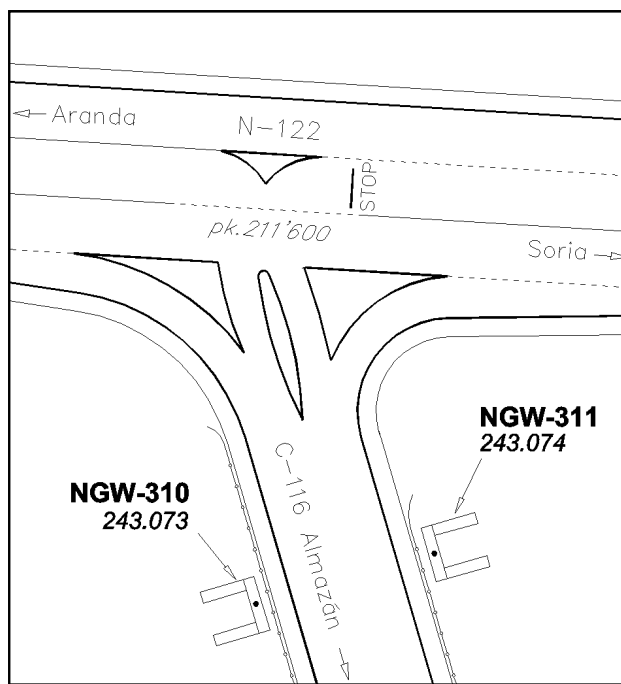 ← Aranda
N-122
STOP
pk.211'600
Soria →
NGW-311
243.074
NGW-310
243.073
C-116 Almazán →